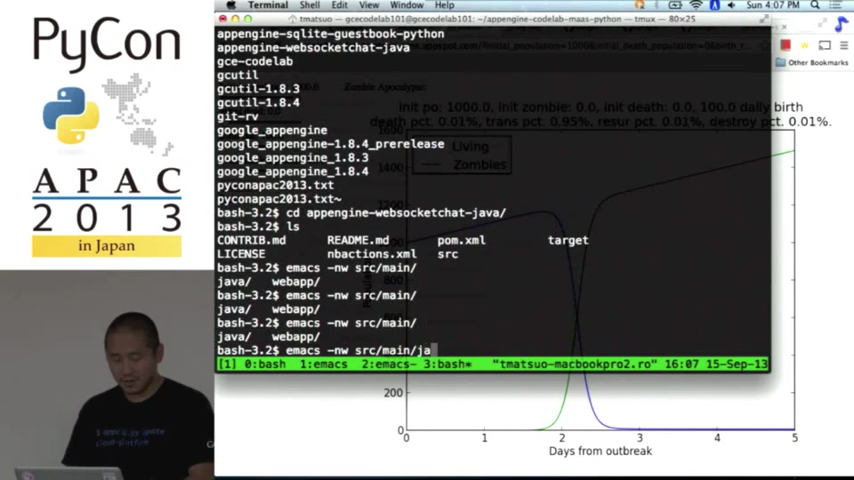 PyCon
APAC
2013
in Japan
Terminal Shell Edit View Window Help
Sun 4:07 PM
tmatsuo — gcecodelab101@gcecodelab101: ~/appengine-codelab-maas-python — tmux — 80×25
appengine-sqlite-guestbook-python
appengine-websocketchat-java
gce-codelab
gcutil
gcutil-1.8.3
gcutil-1.8.4
git-rv
google_appengine
google_appengine-1.8.4_prerelease
google_appengine_1.8.3
google_appengine_1.8.4
pyconapac2013.txt
pyconapac2013.txt~
bash-3.2$ cd appengine-websocketchat-java/
bash-3.2$ ls
CONTRIB.md README.md pom.xml target
LICENSE nbactions.xml src
bash-3.2$ emacs -nw src/main/
java/ webapp/
bash-3.2$ emacs -nw src/main/
java/ webapp/
bash-3.2$ emacs -nw src/main/
java/ webapp/
bash-3.2$ emacs -nw src/main/ja
[1] 0:bash 1:emacs 2:emacs- 3:bash* "tmatsuo-macbookpro2.ro" 16:07 15-Sep-13
Other Bookmarks
Zombie Apocalypse
init po: 1000.0, init zombie: 0.0, init death: 0.0, 100.0 daily birth
death pct. 0.01%, trans pct. 0.95%, resur pct. 0.01%, destroy pct. 0.01%.
1600
1400
Living
Zombies
800
400
200
0
0 1 2 3 4 5
Days from outbreak